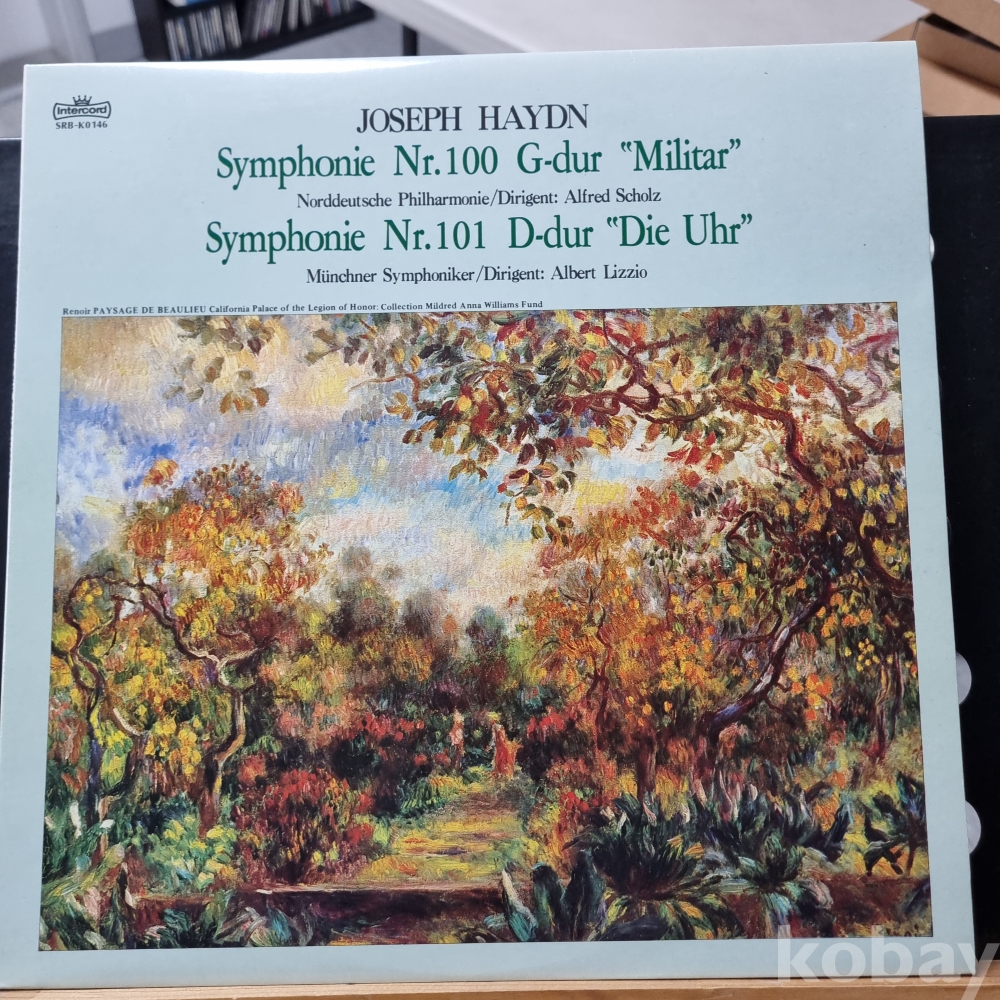 Intercord
SRB-K0146
JOSEPH HAYDN
Symphonie Nr.100 G-dur “Militar”
Norddeutsche Philharmonie/Dirigent: Alfred Scholz
Symphonie Nr.101 D-dur “Die Uhr”
Münchner Symphoniker/Dirigent: Albert Lizzio
Renoir PAYSAGE DE BEAULIEU California Palace of the Legion of Honor: Collection Mildred Anna Williams Fund
kobay